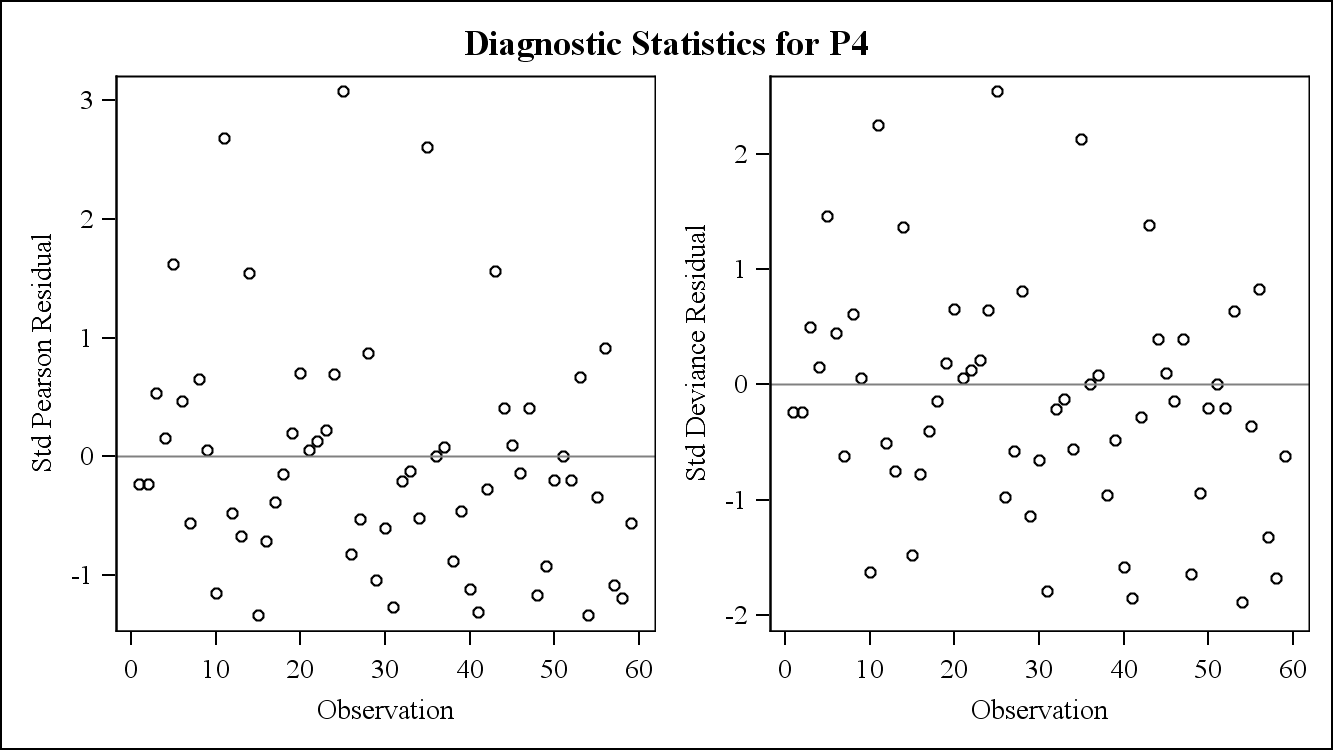 Diagnostic Statistics for P4
Std Pearson Residual
3
2
1
0
-1
0 10 20 30 40 50 60
Observation
Std Deviance Residual
2
1
0
-1
-2
0 10 20 30 40 50 60
Observation